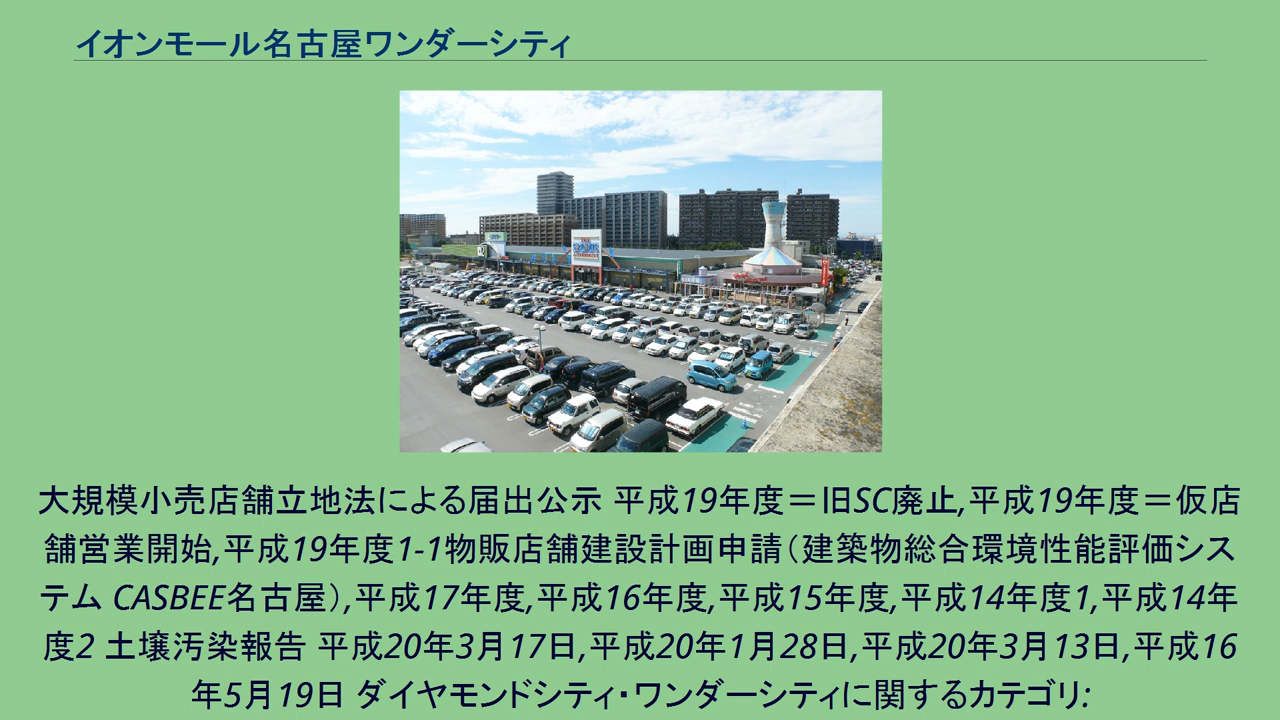 イオンモール名古屋ワンダーシティ
大規模小売店舗立地法による届出公示 平成19年度＝旧SC廃止,平成19年度＝仮店
舗営業開始,平成19年度1-1物販店舗建設計画申請（建築物総合環境性能評価シス
テム CASBEE名古屋）,平成17年度,平成16年度,平成15年度,平成14年度1,平成14年
度2 土壌汚染報告 平成20年3月17日,平成20年1月28日,平成20年3月13日,平成16
年5月19日 ダイヤモンドシティ・ワンダーシティに関するカテゴリ: